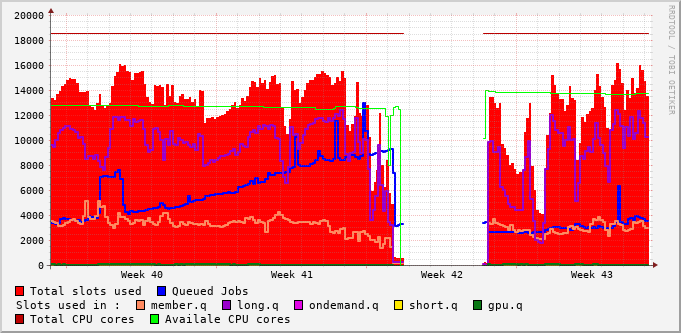 RRDTOOL / TOBI OETIKER
20000
18000
16000
14000
12000
10000
8000
6000
4000
2000
0
Week 40 Week 41 Week 42 Week 43
Total slots used Queued Jobs
Slots used in : member.q long.q ondemand.q short.q gpu.q
Total CPU cores Availale CPU cores